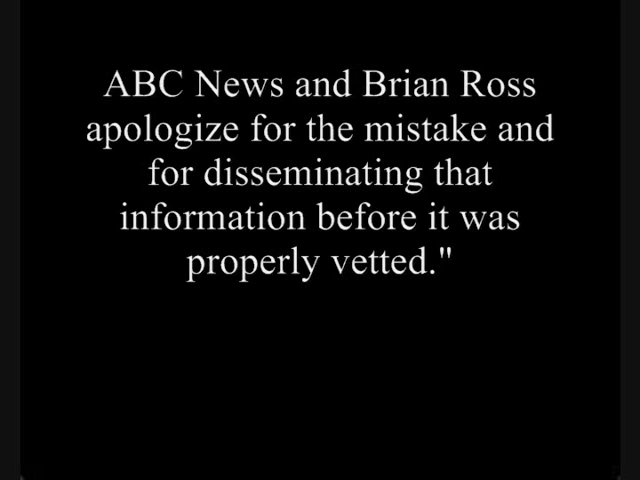 ABC News and Brian Ross
apologize for the mistake and
for disseminating that
information before it was
properly vetted."